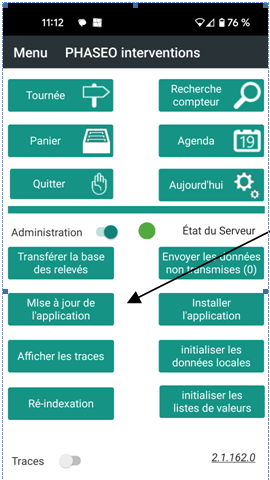 11:12
76 %
Menu PHASEO interventions
Tournée
Recherche
compteur
Panier
Agenda
19
Quitter
Aujourd'hui
Administration
État du Serveur
Transférer la base
des relevés
Envoyer les données
non transmises (0)
MIse à jour de
l'application
Installer
l'application
Afficher les traces
initialiser les
données locales
Ré-indexation
initialiser les
listes de valeurs
Traces
2.1.162.0